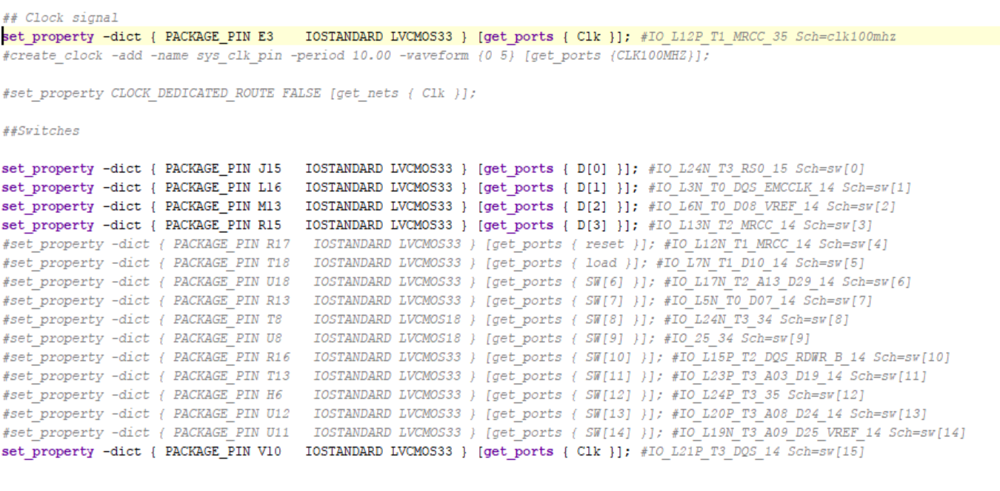 ## Clock signal
set_property -dict { PACKAGE_PIN E3    IOSTANDARD LVCMOS33 } [get_ports { Clk }]; #IO_L12P_T1_MRCC_35 Sch=clk100mhz
#create_clock -add -name sys_clk_pin -period 10.00 -waveform {0 5} [get_ports {CLK100MHZ}];
#set_property CLOCK_DEDICATED_ROUTE FALSE [get_nets { Clk }];
##Switches
set_property -dict { PACKAGE_PIN J15   IOSTANDARD LVCMOS33 } [get_ports { D[0] }]; #IO_L24N_T3_RS0_15 Sch=sw[0]
set_property -dict { PACKAGE_PIN L16   IOSTANDARD LVCMOS33 } [get_ports { D[1] }]; #IO_L3N_T0_DQS_EMCCLK_14 Sch=sw[1]
set_property -dict { PACKAGE_PIN M13   IOSTANDARD LVCMOS33 } [get_ports { D[2] }]; #IO_L6N_T0_D08_VREF_14 Sch=sw[2]
set_property -dict { PACKAGE_PIN R15   IOSTANDARD LVCMOS33 } [get_ports { D[3] }]; #IO_L13N_T2_MRCC_14 Sch=sw[3]
#set_property -dict { PACKAGE_PIN R17   IOSTANDARD LVCMOS33 } [get_ports { reset }]; #IO_L12N_T1_MRCC_14 Sch=sw[4]
#set_property -dict { PACKAGE_PIN T18   IOSTANDARD LVCMOS33 } [get_ports { load }]; #IO_L7N_T1_D10_14 Sch=sw[5]
#set_property -dict { PACKAGE_PIN U18   IOSTANDARD LVCMOS33 } [get_ports { SW[6] }]; #IO_L17N_T2_A13_D29_14 Sch=sw[6]
#set_property -dict { PACKAGE_PIN R13   IOSTANDARD LVCMOS33 } [get_ports { SW[7] }]; #IO_L5N_T0_D07_14 Sch=sw[7]
#set_property -dict { PACKAGE_PIN T8    IOSTANDARD LVCMOS18 } [get_ports { SW[8] }]; #IO_L24N_T3_34 Sch=sw[8]
#set_property -dict { PACKAGE_PIN U8    IOSTANDARD LVCMOS18 } [get_ports { SW[9] }]; #IO_25_34 Sch=sw[9]
#set_property -dict { PACKAGE_PIN R16   IOSTANDARD LVCMOS33 } [get_ports { SW[10] }]; #IO_L15P_T2_DQS_RDWR_B_14 Sch=sw[10]
#set_property -dict { PACKAGE_PIN T13   IOSTANDARD LVCMOS33 } [get_ports { SW[11] }]; #IO_L23P_T3_A03_D19_14 Sch=sw[11]
#set_property -dict { PACKAGE_PIN H6    IOSTANDARD LVCMOS33 } [get_ports { SW[12] }]; #IO_L24P_T3_35 Sch=sw[12]
#set_property -dict { PACKAGE_PIN U12   IOSTANDARD LVCMOS33 } [get_ports { SW[13] }]; #IO_L20P_T3_A08_D24_14 Sch=sw[13]
#set_property -dict { PACKAGE_PIN U11   IOSTANDARD LVCMOS33 } [get_ports { SW[14] }]; #IO_L19N_T3_A09_D25_VREF_14 Sch=sw[14]
set_property -dict { PACKAGE_PIN V10   IOSTANDARD LVCMOS33 } [get_ports { Clk }]; #IO_L21P_T3_DQS_14 Sch=sw[15]